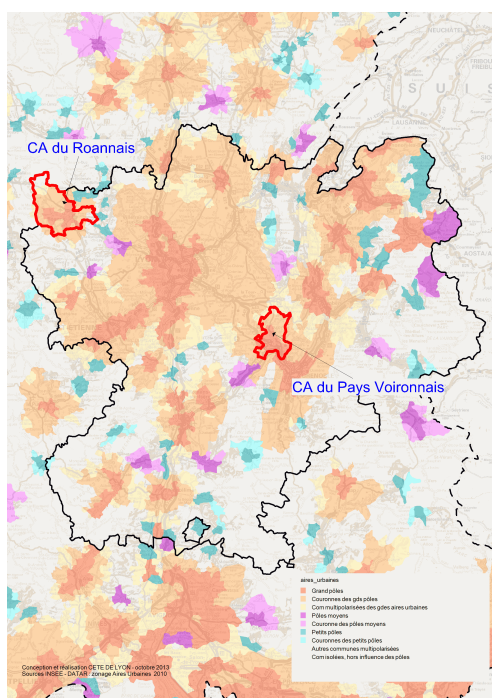 NEUCHÂTEL
S U I S
LAUSANNE
CA du Roannais
CA du Pays Voironnais
aires_urbaines
Grand pôles
Couronnes des gds pôles
Com multipolarisées des gdes aires urbaines
Pôles moyens
Couronne des pôles moyens
Petits pôles
Couronnes des petits pôles
Autres communes multipolarisées
Com isolées, hors influence des pôles
Conception et réalisation CETE DE LYON - octobre 2013
Sources INSEE - DATAR : zonage Aires Urbaines 2010